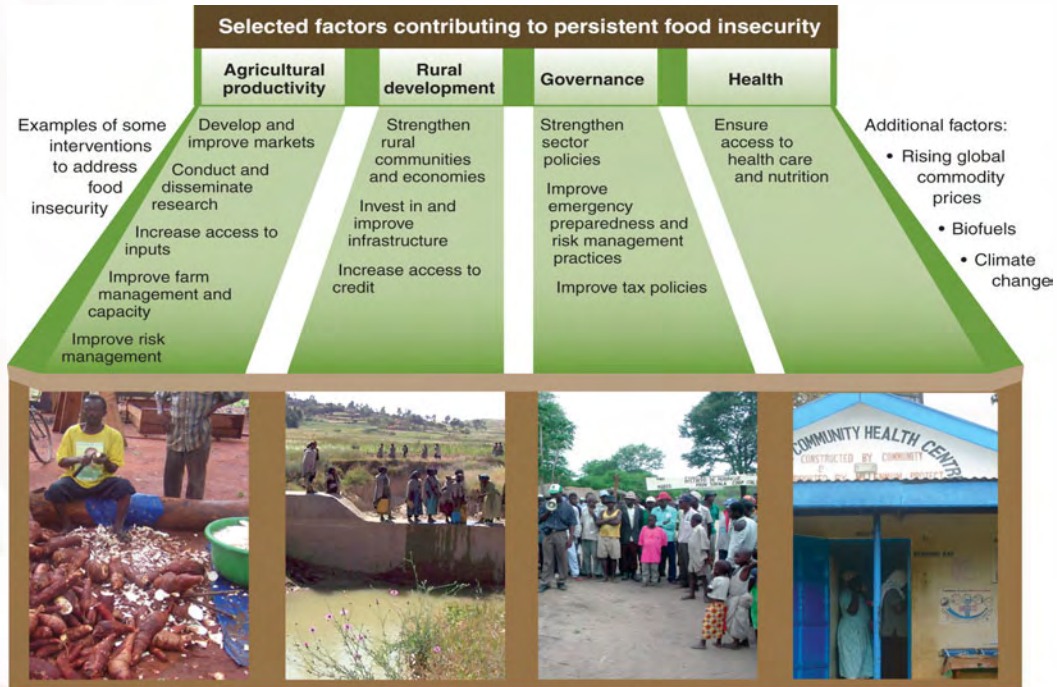 Selected factors contributing to persistent food insecurity
Agricultural
productivity
Rural
development
Governance
Health
Examples of some
interventions
to address
food
insecurity
Develop and
improve markets
Conduct and
disseminate
research
Increase access to
inputs
Improve farm
management and
capacity
Improve risk
management
Strengthen
rural
communities
and economies
Invest in and
improve
infrastructure
Increase access to
credit
Strengthen
sector
policies
Improve
emergency
preparedness and
risk management
practices
Improve tax policies
Ensure
access to
health care
and nutrition
Additional factors:
• Rising global
commodity
prices
• Biofuels
• Climate
change
COMMUNITY HEALTH CENTR
CONSTRUCTED BY COMMUNITY
PROJECT